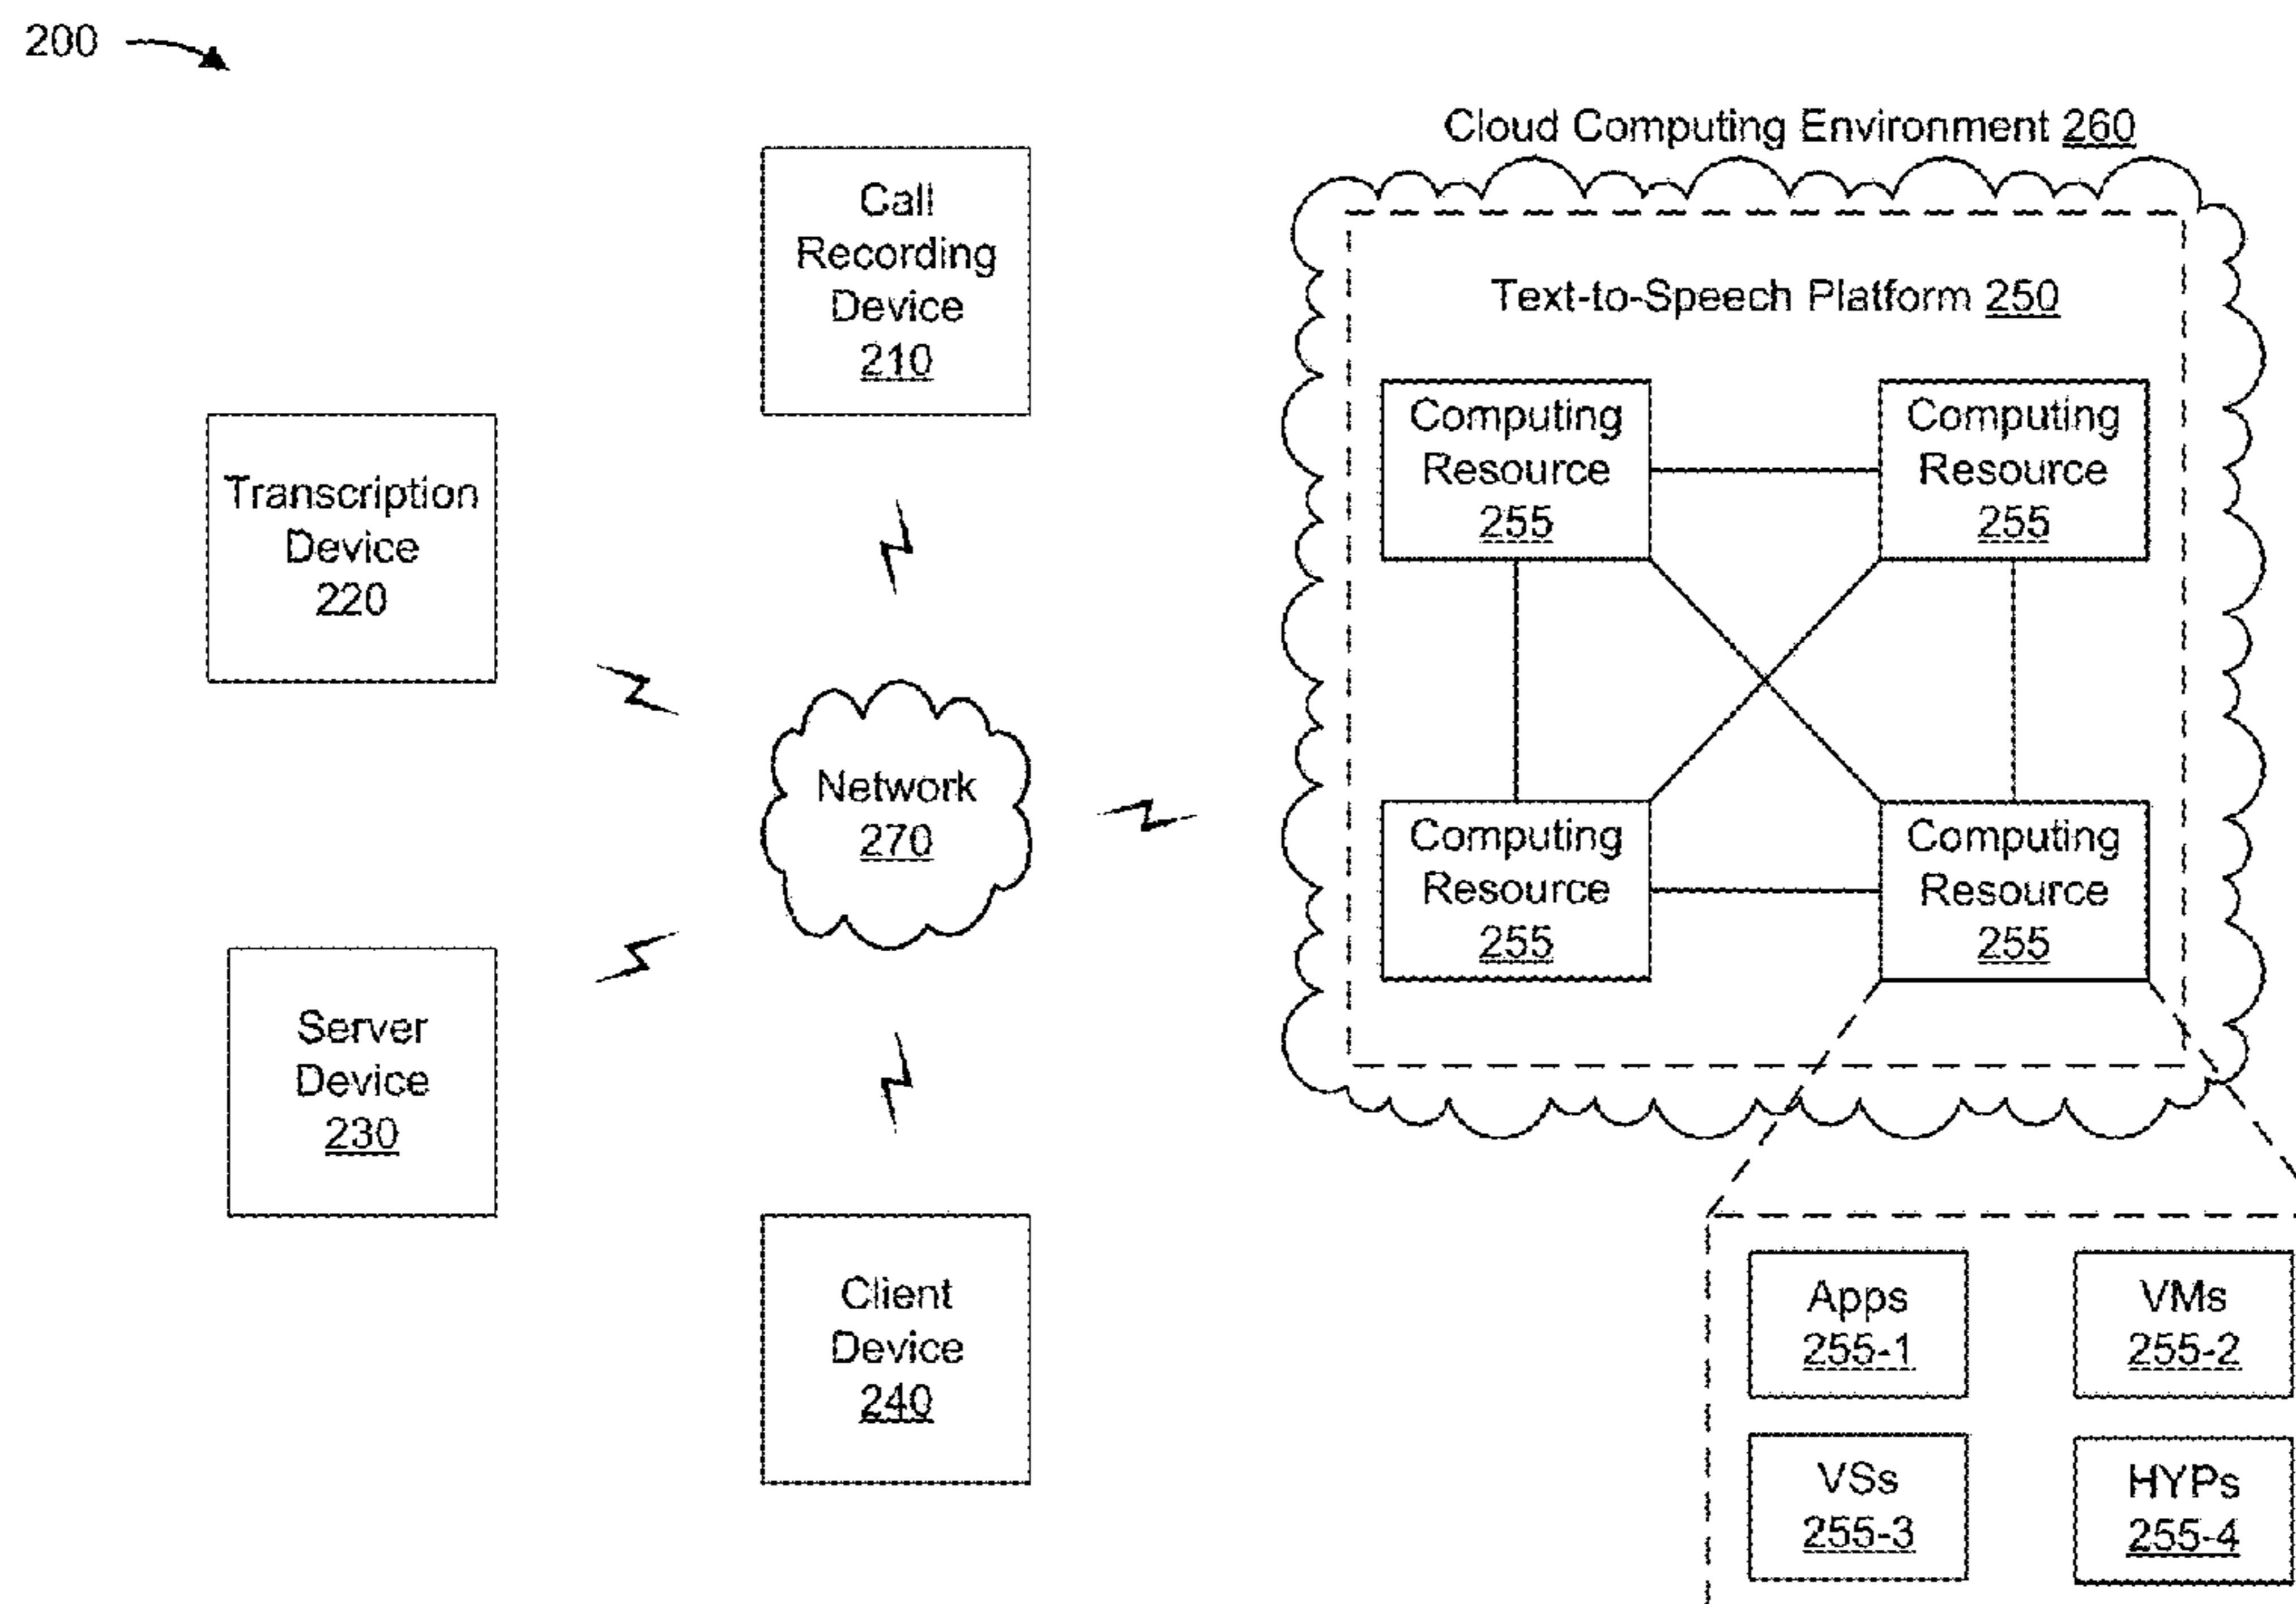 200
Cloud Computing Environment 260
Call
Recording
Device
210
Transcription
Device
220
Server
Device
230
Client
Device
240
Network
270
Text-to-Speech Platform 250
Computing
Resource
255
Computing
Resource
255
Computing
Resource
255
Computing
Resource
255
Apps
255-1
VMs
255-2
VSs
255-3
HYPs
255-4